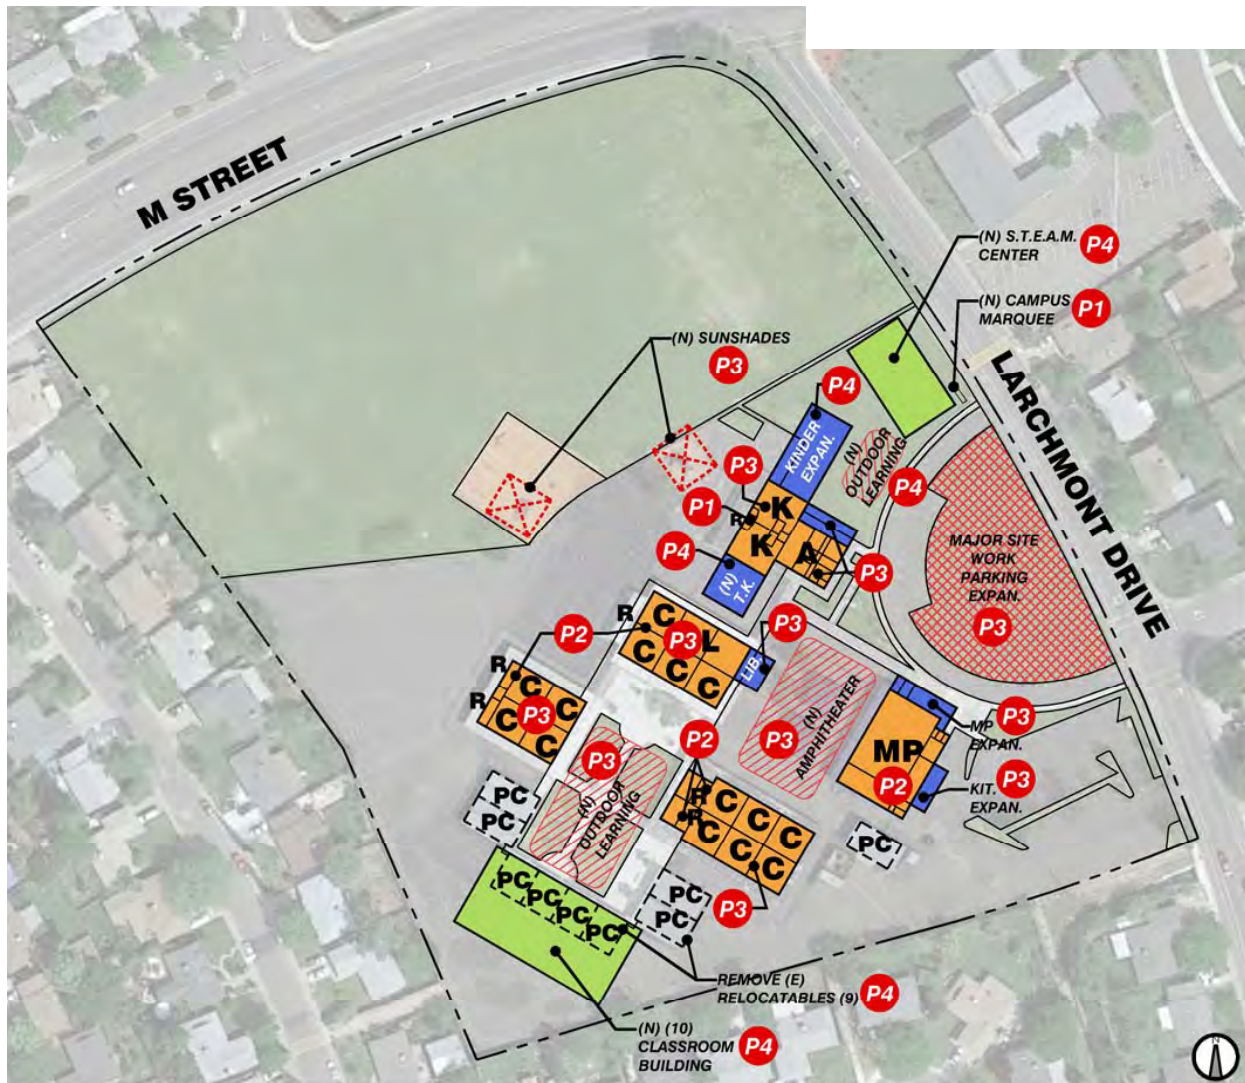 M STREET
(N) S.T.E.A.M.
CENTER
P4
(N) CAMPUS
MARQUEE
P1
LARCHMONT DRIVE
(N) SUNSHADES
P3
P4
KINDER
EXPAN.
(N)
OUTDOOR
LEARNING
P4
P3
P1
R
K
K
A
P4
(N)
T.K.
P3
MAJOR SITE
WORK
PARKING
EXPAN.
P3
P2
R
C
L
P3
C
C
C
LIB.
P3
R
R
C
C
P3
C
C
(N)
AMPHITHEATER
P3
MP
P2
MP
EXPAN.
P3
KIT.
EXPAN.
P3
P2
P3
(N)
OUTDOOR
LEARNING
R
R
C
C
C
C
C
C
P3
PC
PC
PC
PC
PC
PC
PC
PC
PC
REMOVE (E)
RELOCATABLES (9)
P4
(N) (10)
CLASSROOM
BUILDING
P4
N